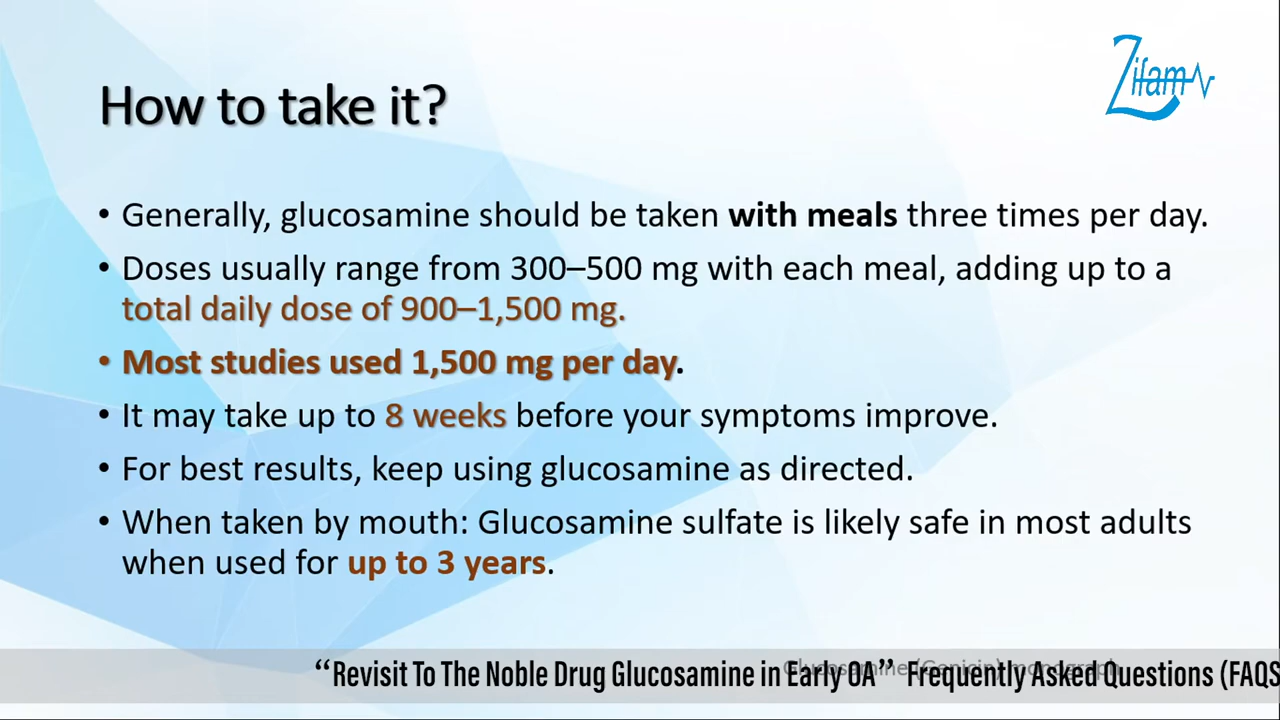 Zifam
How to take it?
• Generally, glucosamine should be taken with meals three times per day.
• Doses usually range from 300–500 mg with each meal, adding up to a
total daily dose of 900–1,500 mg.
• Most studies used 1,500 mg per day.
• It may take up to 8 weeks before your symptoms improve.
• For best results, keep using glucosamine as directed.
• When taken by mouth: Glucosamine sulfate is likely safe in most adults
when used for up to 3 years.
Glucosamine (Genicin) monograph
“Revisit To The Noble Drug Glucosamine in Early OA” Frequently Asked Questions (FAQS